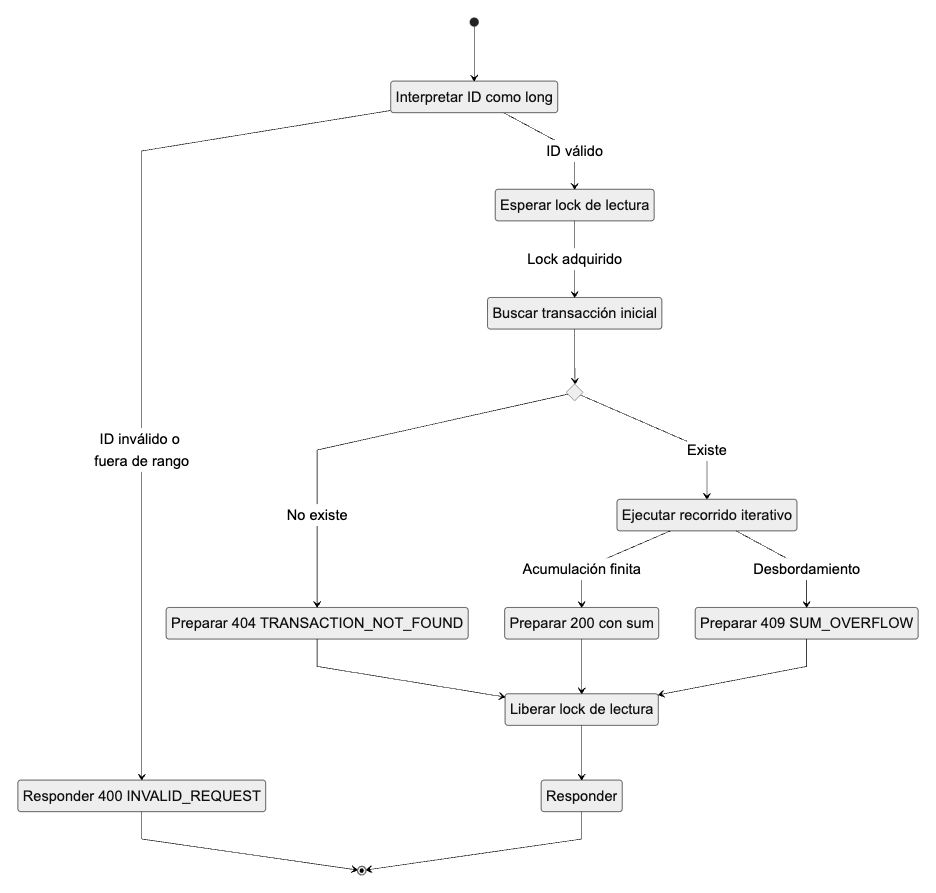 Interpretar ID como long
ID válido
Esperar lock de lectura
Lock adquirido
Buscar transacción inicial
ID inválido o
fuera de rango
Existe
No existe
Ejecutar recorrido iterativo
Acumulación finita
Desbordamiento
Preparar 404 TRANSACTION_NOT_FOUND
Preparar 200 con sum
Preparar 409 SUM_OVERFLOW
Liberar lock de lectura
Responder 400 INVALID_REQUEST
Responder